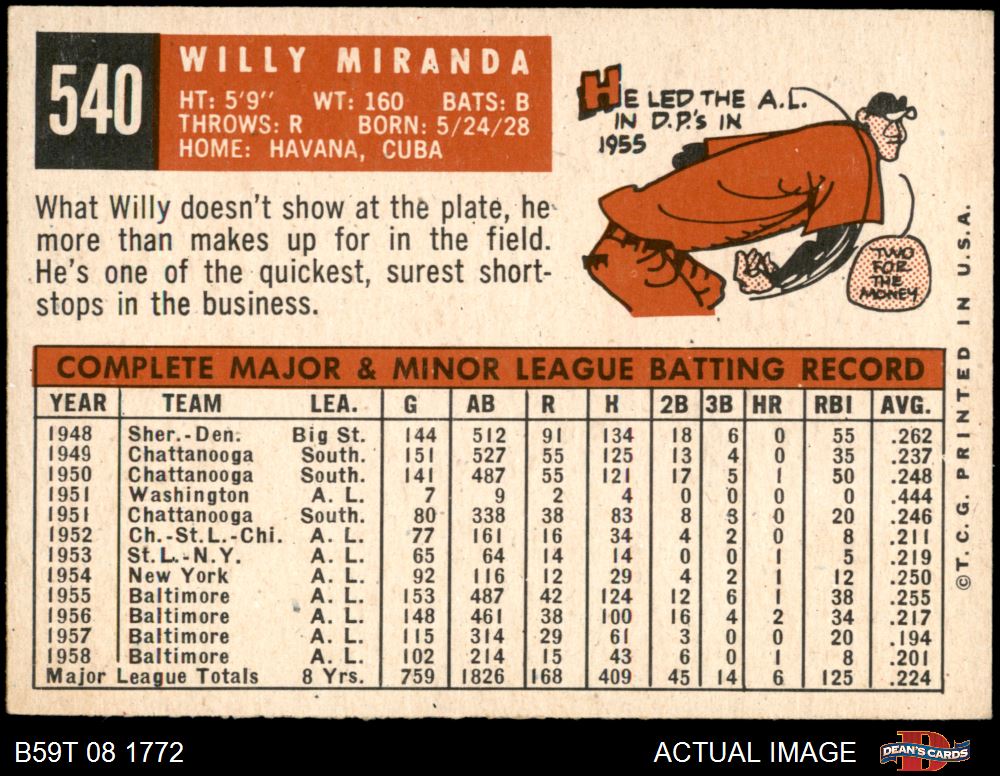 540
WILLY MIRANDA
HT: 5'9" WT: 160 BATS: B
THROWS: R BORN: 5/24/28
HOME: HAVANA, CUBA
HE LED THE A.L.
IN D.P.'S IN
1955
TWO
FOR
THE
MONEY
What Willy doesn't show at the plate, he
more than makes up for in the field.
He's one of the quickest, surest short-
stops in the business.
COMPLETE MAJOR & MINOR LEAGUE BATTING RECORD
YEAR TEAM LEA. G AB R H 2B 3B HR RBI AVG.
1948 Sher.-Den. Big St. 144 512 91 134 18 6 0 55 .262
1949 Chattanooga South. 151 527 55 125 13 4 0 35 .237
1950 Chattanooga South. 141 487 55 121 17 5 1 50 .248
1951 Washington A. L. 7 9 2 4 0 0 0 0 .444
1951 Chattanooga South. 80 338 38 83 8 3 0 20 .246
1952 Ch.-St.L.-Chi. A. L. 77 161 16 34 4 2 0 8 .211
1953 St.L.-N.Y. A. L. 65 64 14 14 0 0 1 5 .219
1954 New York A. L. 92 116 12 29 4 2 1 12 .250
1955 Baltimore A. L. 153 487 42 124 12 6 1 38 .255
1956 Baltimore A. L. 148 461 38 100 16 4 2 34 .217
1957 Baltimore A. L. 115 314 29 61 3 0 0 20 .194
1958 Baltimore A. L. 102 214 15 43 6 0 1 8 .201
Major League Totals 8 Yrs. 759 1826 168 409 45 14 6 125 .224
©T.C.G. PRINTED IN U.S.A.
B59T 08 1772
ACTUAL IMAGE
DEAN'S CARDS